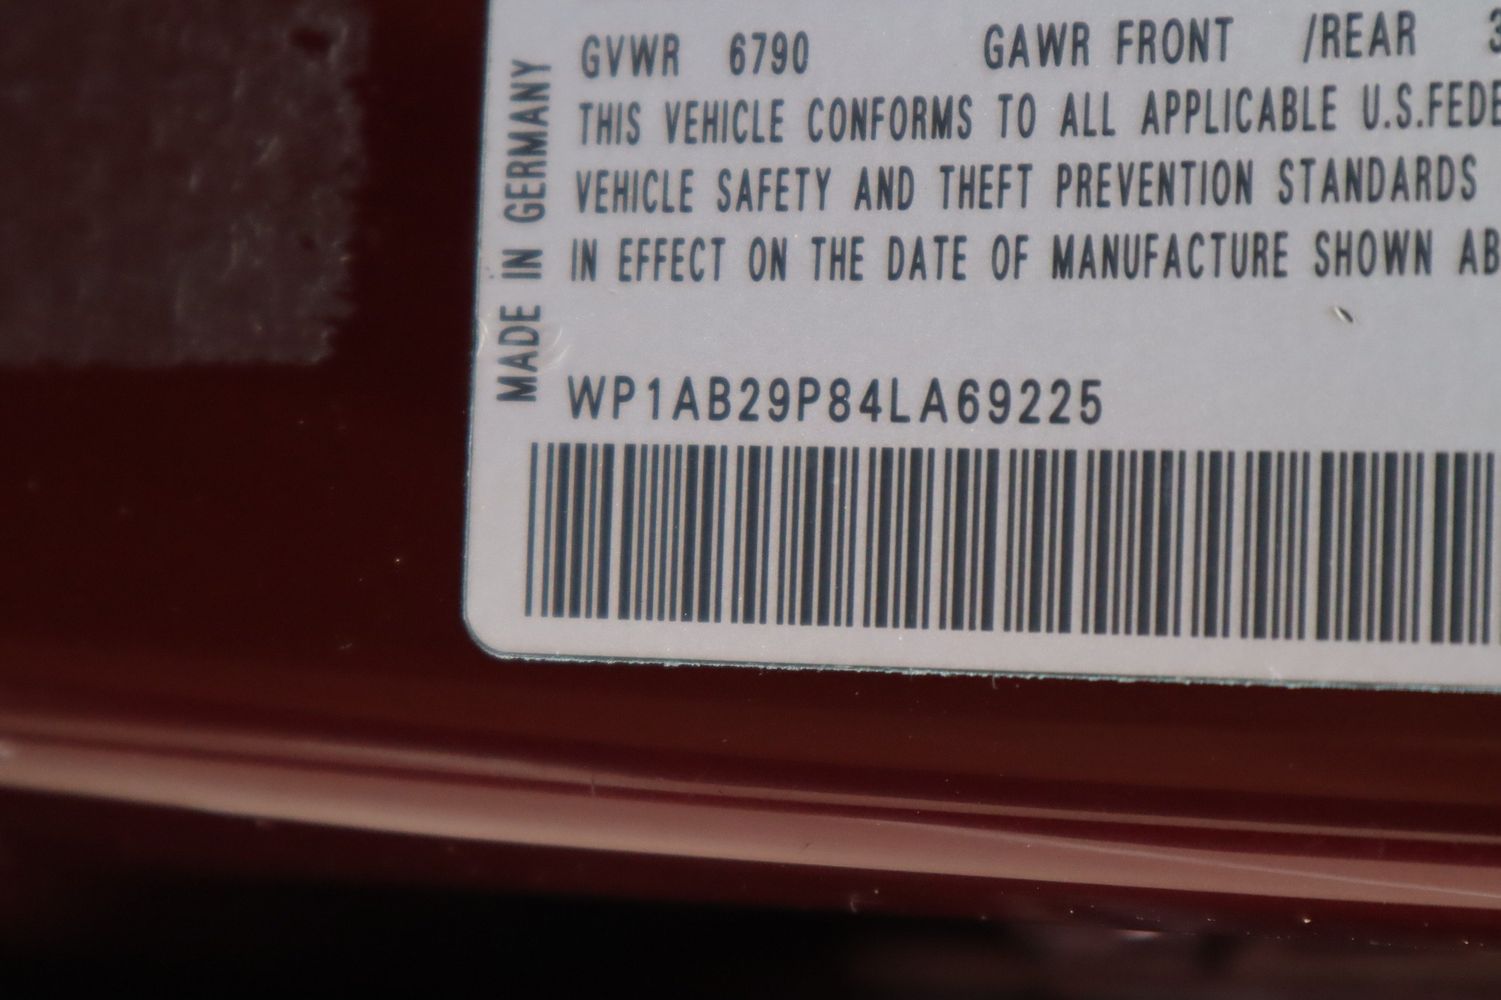 GVWR 6790 GAWR FRONT /REAR 3
THIS VEHICLE CONFORMS TO ALL APPLICABLE U.S.FEDE
VEHICLE SAFETY AND THEFT PREVENTION STANDARDS
IN EFFECT ON THE DATE OF MANUFACTURE SHOWN AB
MADE IN GERMANY
WP1AB29P84LA69225